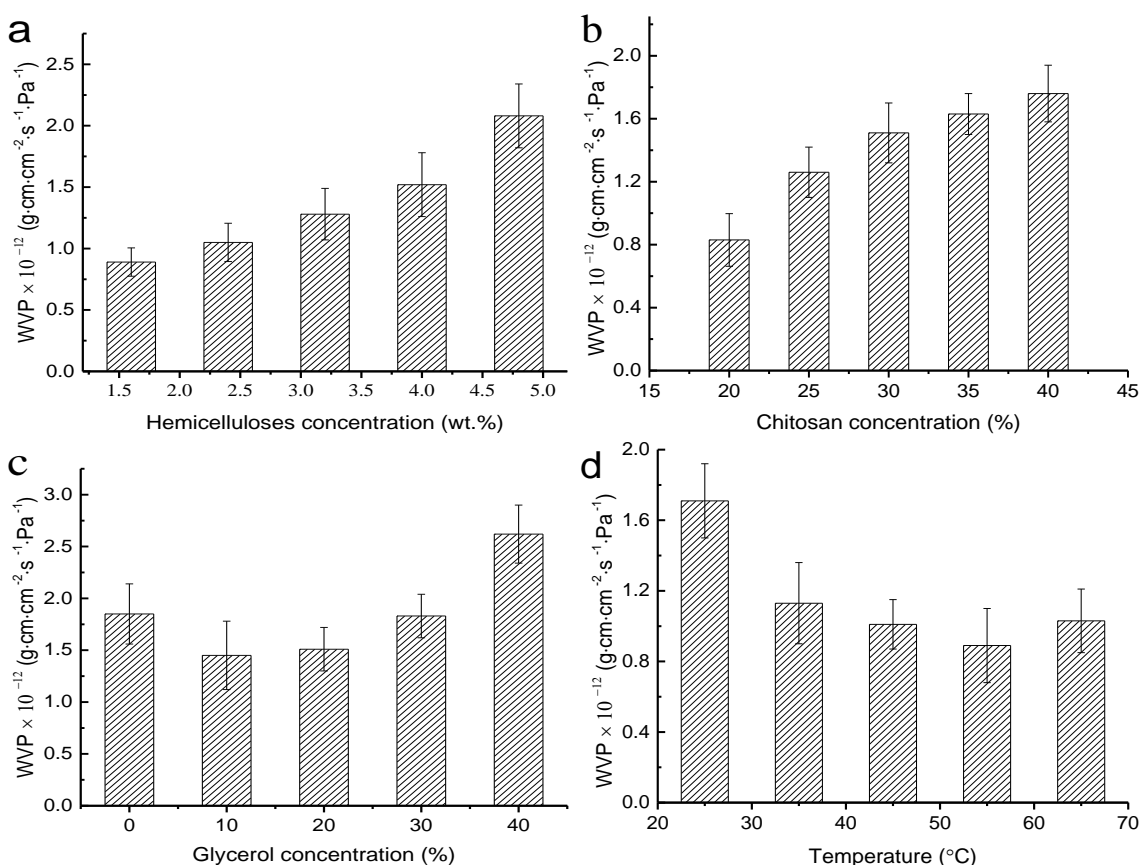 a
WVP × 10⁻¹² (g·cm·cm⁻²·s⁻¹·Pa⁻¹)
2.5
2.0
1.5
1.0
0.5
0.0
1.5 2.0 2.5 3.0 3.5 4.0 4.5 5.0
Hemicelluloses concentration (wt.%)
b
WVP × 10⁻¹² (g·cm·cm⁻²·s⁻¹·Pa⁻¹)
2.0
1.6
1.2
0.8
0.4
0.0
15 20 25 30 35 40 45
Chitosan concentration (%)
c
WVP × 10⁻¹² (g·cm·cm⁻²·s⁻¹·Pa⁻¹)
3.0
2.5
2.0
1.5
1.0
0.5
0.0
0 10 20 30 40
Glycerol concentration (%)
d
WVP × 10⁻¹² (g·cm·cm⁻²·s⁻¹·Pa⁻¹)
2.0
1.6
1.2
0.8
0.4
0.0
20 30 40 50 60 70
Temperature (°C)